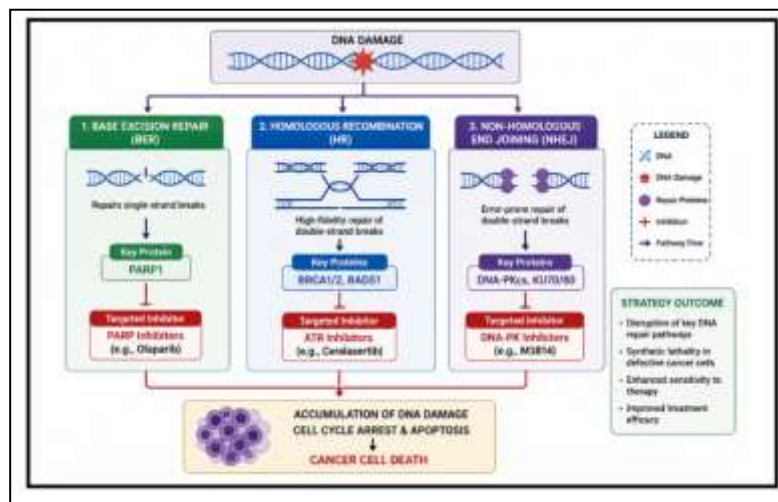 DNA DAMAGE
1. BASE EXCISION REPAIR
(BER)
Repairs single-strand breaks
Key Protein
PARP1
Targeted Inhibitor
PARP Inhibitors
(e.g., Olaparib)
2. HOMOLOGOUS RECOMBINATION
(HR)
High-fidelity repair of
double-strand breaks
Key Proteins
BRCA1/2, RAD51
Targeted Inhibitor
ATR Inhibitors
(e.g., Ceralasertib)
3. NON-HOMOLOGOUS
END JOINING (NHEJ)
Error-prone repair of
double-strand breaks
Key Proteins
DNA-PKcs, KU70/80
Targeted Inhibitor
DNA-PK Inhibitors
(e.g., M3814)
LEGEND
DNA
DNA Damage
Repair Proteins
Inhibition
Pathway Flow
STRATEGY OUTCOME
• Disruption of key DNA
repair pathways
• Synthetic lethality in
defective cancer cells
• Enhanced sensitivity to
therapy
• Improved treatment
efficacy
ACCUMULATION OF DNA DAMAGE
CELL CYCLE ARREST & APOPTOSIS
CANCER CELL DEATH